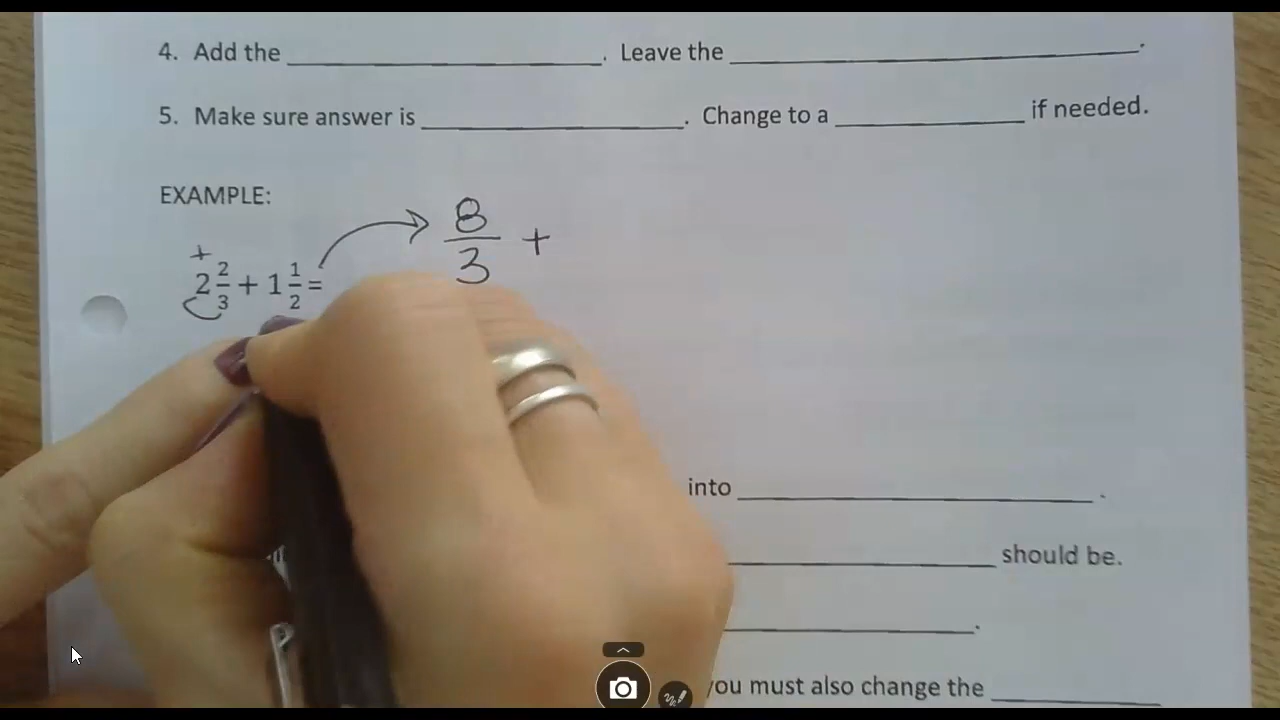 4. Add the ____________. Leave the ____________.
5. Make sure answer is ____________. Change to a ____________ if needed.
EXAMPLE:
+
2 2/3 + 1 1/2 =
8/3 +
into ____________.
____________ should be.
____________.
you must also change the ____________